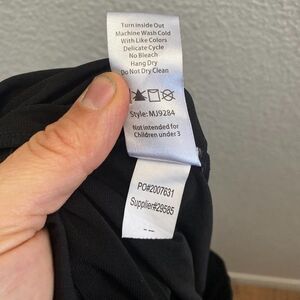 Turn Inside Out
Machine Wash Cold
With Like Colors
Delicate Cycle
No Bleach
Hang Dry
Do Not Dry Clean
Style: MJ9284
Not intended for
Children under 3
PO#2007631
Supplier#29585